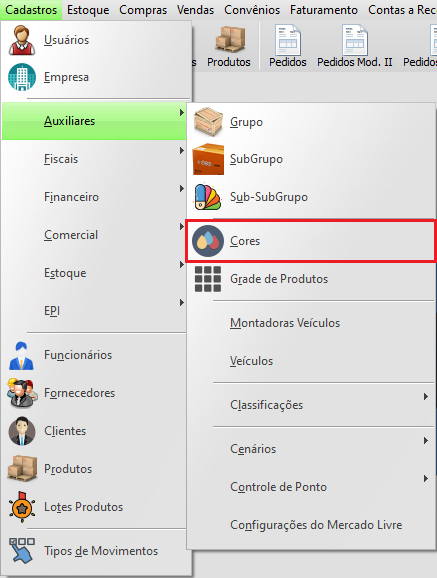 Cadastros Estoque Compras Vendas Convênios Faturamento Contas a Rec
Produtos Pedidos Pedidos Mod. II Pedidos
Usuários
Empresa
Auxiliares
Fiscais
Financeiro
Comercial
Estoque
EPI
Funcionários
Fornecedores
Clientes
Produtos
Lotes Produtos
Tipos de Movimentos
Grupo
SubGrupo
Sub-SubGrupo
Cores
Grade de Produtos
Montadoras Veículos
Veículos
Classificações
Cenários
Controle de Ponto
Configurações do Mercado Livre